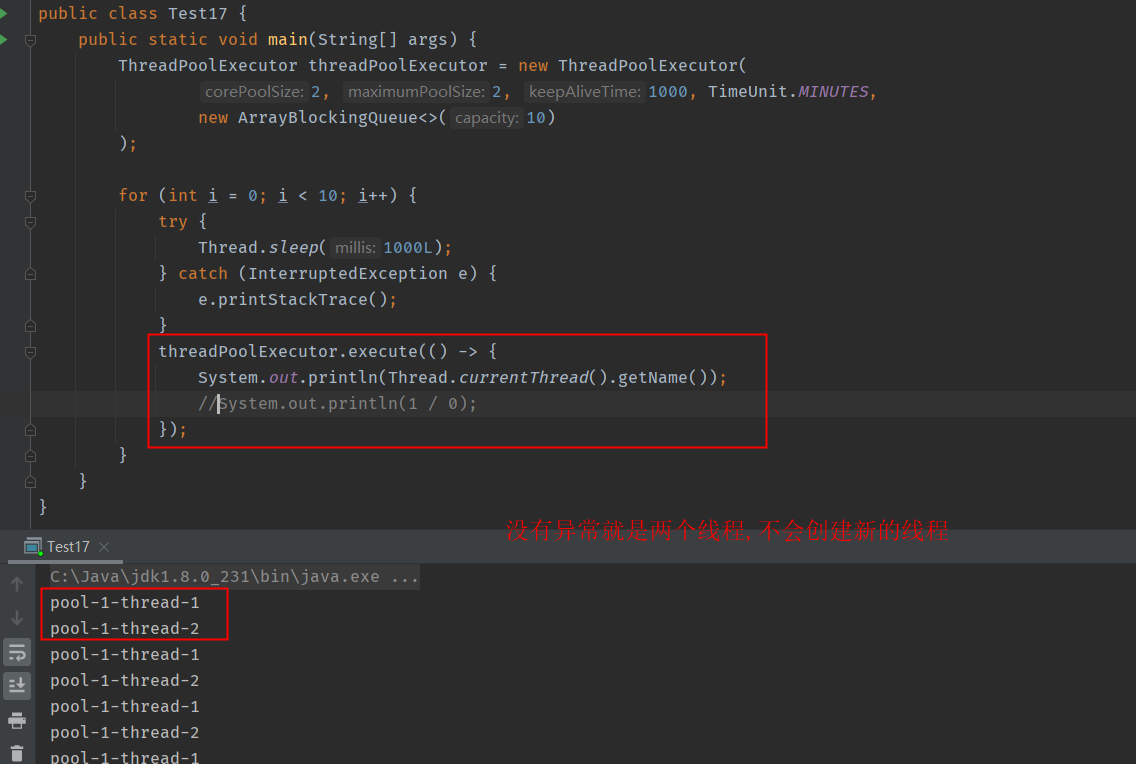 public class Test17 {
public static void main(String[] args) {
ThreadPoolExecutor threadPoolExecutor = new ThreadPoolExecutor(
corePoolSize: 2, maximumPoolSize: 2, keepAliveTime: 1000, TimeUnit.MINUTES,
new ArrayBlockingQueue<>( capacity: 10)
);
for (int i = 0; i < 10; i++) {
try {
Thread.sleep( millis: 1000L);
} catch (InterruptedException e) {
e.printStackTrace();
}
threadPoolExecutor.execute(() -> {
System.out.println(Thread.currentThread().getName());
//System.out.println(1 / 0);
});
}
}
}
没有异常就是两个线程, 不会创建新的线程
Test17 ×
C:\Java\jdk1.8.0_231\bin\java.exe ...
pool-1-thread-1
pool-1-thread-2
pool-1-thread-1
pool-1-thread-2
pool-1-thread-1
pool-1-thread-2
pool-1-thread-1